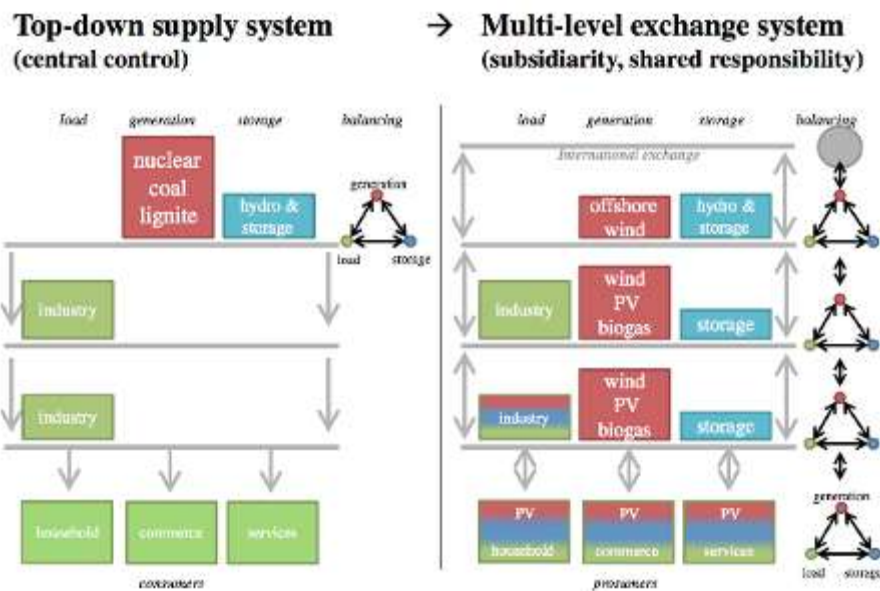 Top-down supply system
(central control)
→ Multi-level exchange system
(subsidiarity, shared responsibility)
load generation storage balancing
nuclear
coal
lignite
hydro &
storage
generation
load storage
industry
industry
household commerce services
consumers
load generation storage balancing
International exchange
offshore
wind
hydro &
storage
industry
wind
PV
biogas
storage
industry
wind
PV
biogas
storage
PV PV PV
household commerce services
prosumers
generation
load storage